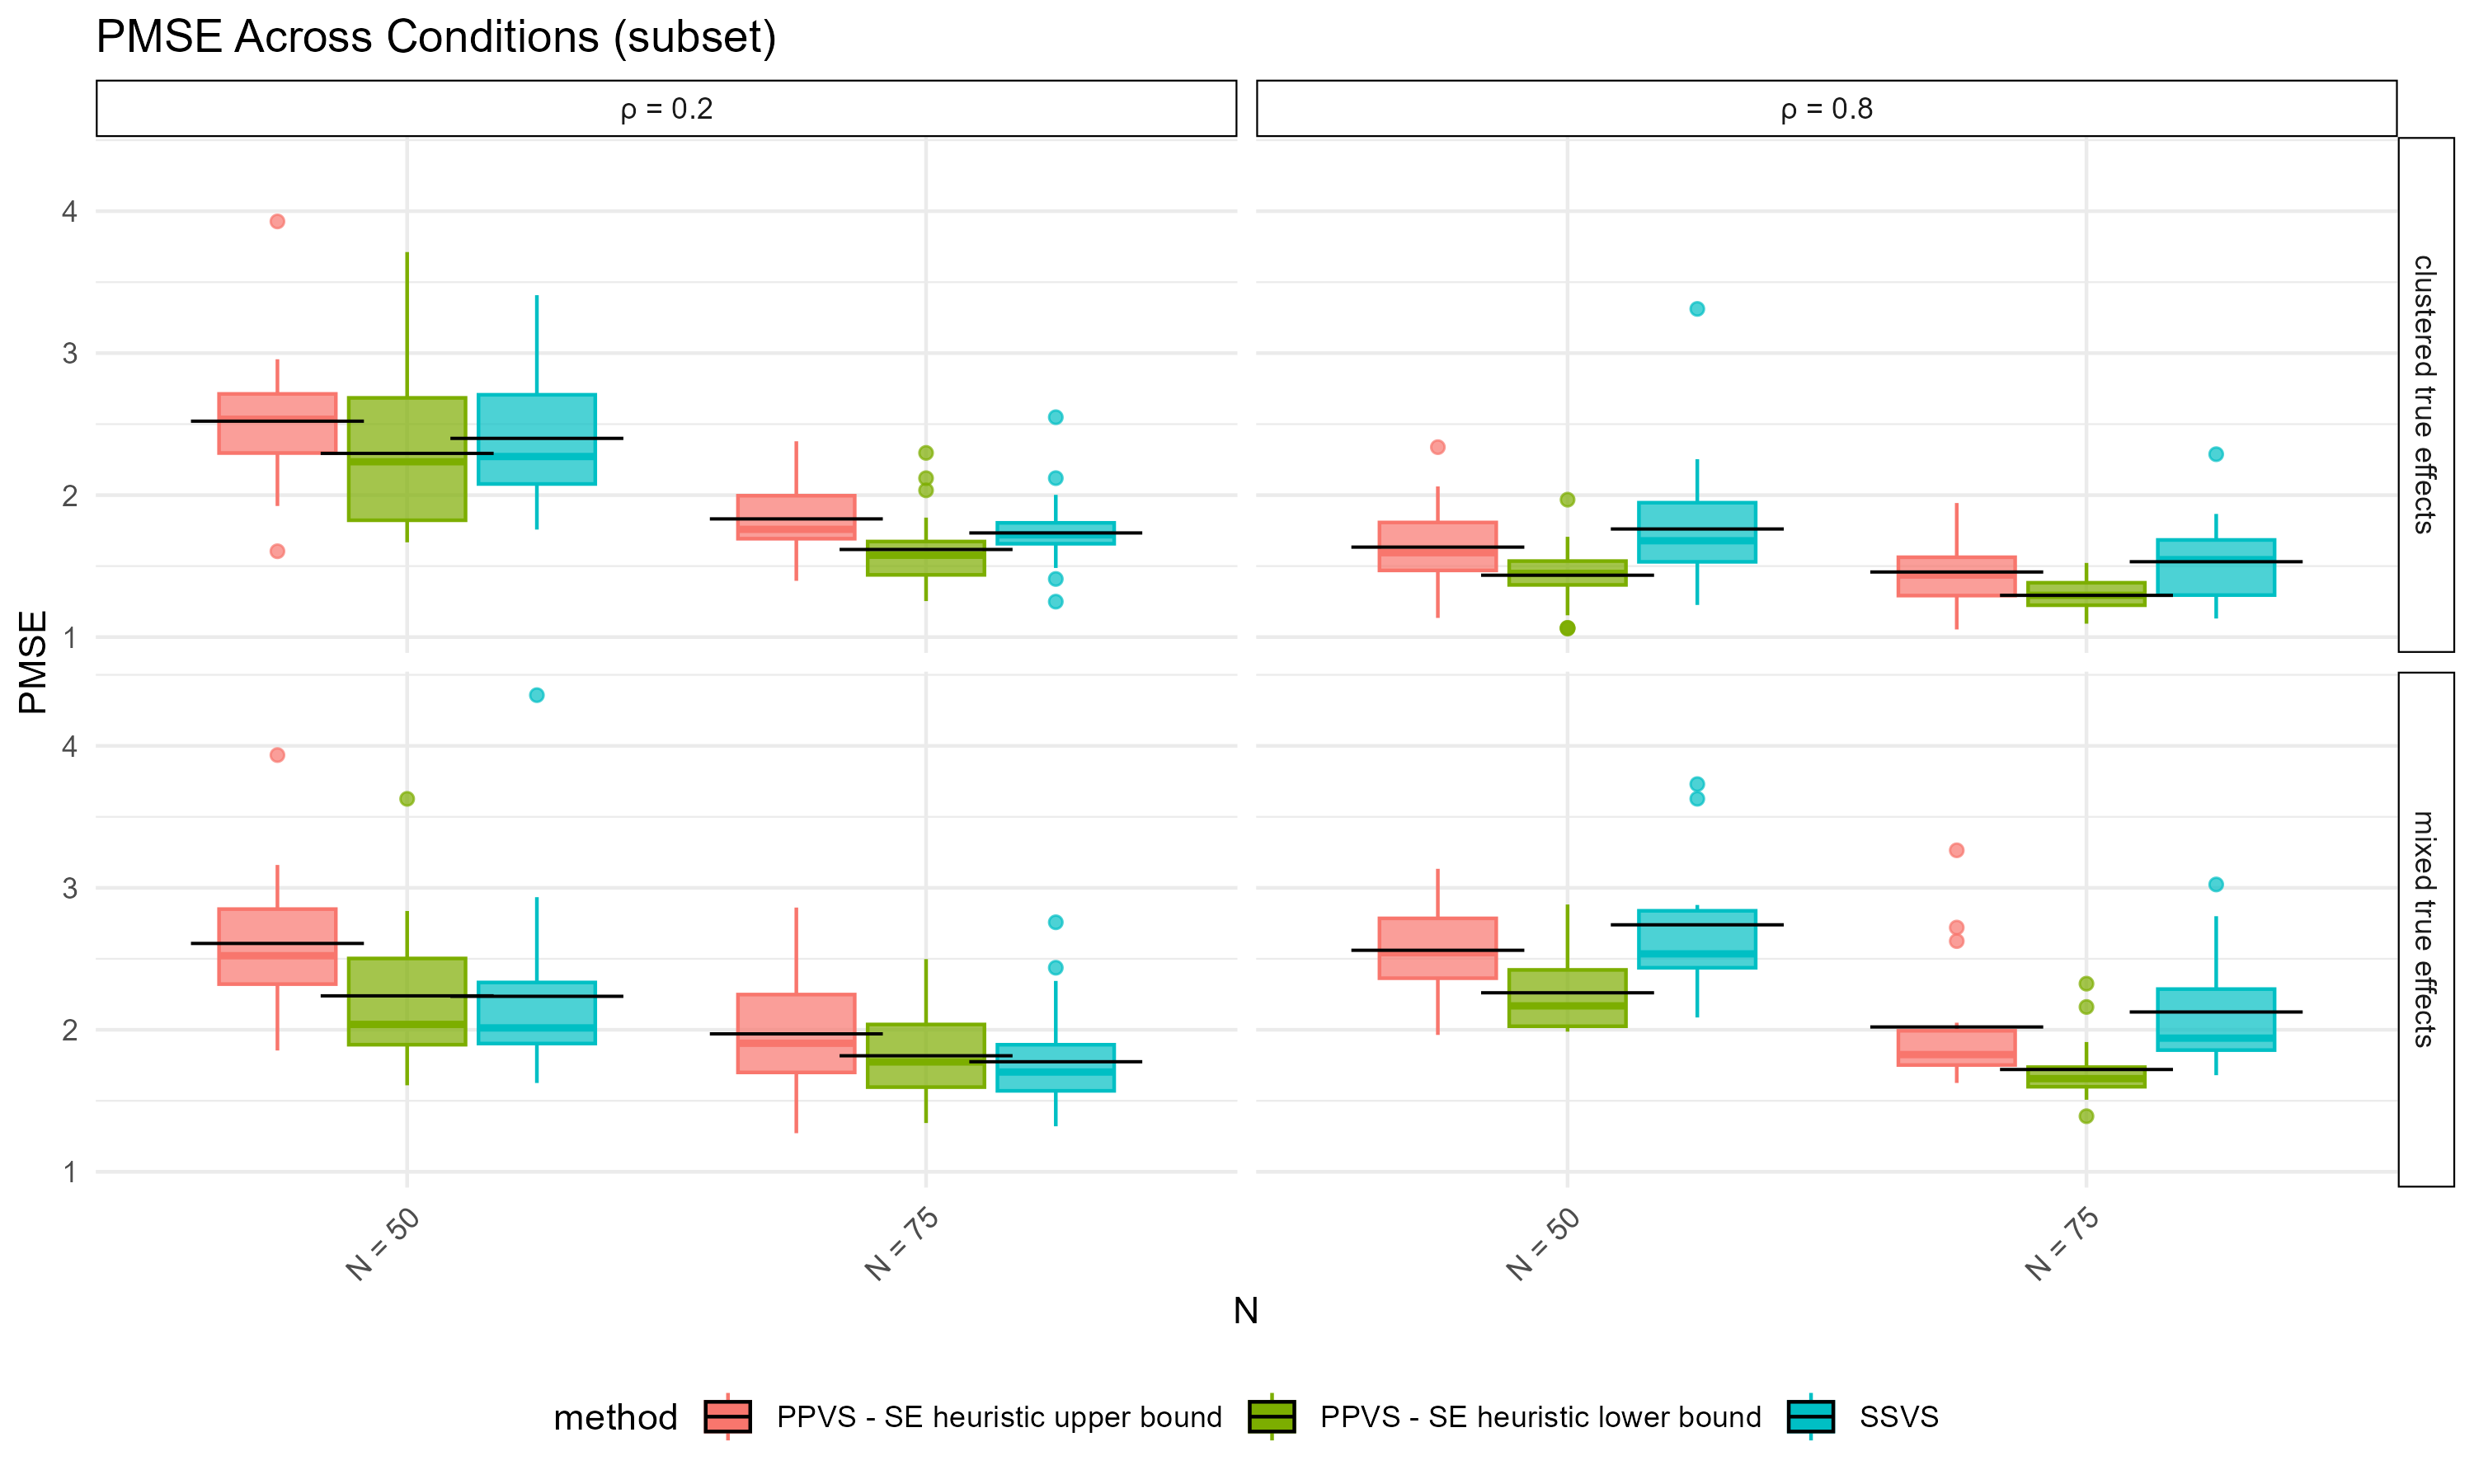 PMSE Across Conditions (subset)
ρ = 0.2
ρ = 0.8
4
3
2
1
clustered true effects
PMSE
4
3
2
1
mixed true effects
N = 50
N = 75
N = 50
N = 75
N
method PPVS - SE heuristic upper bound PPVS - SE heuristic lower bound SSVS